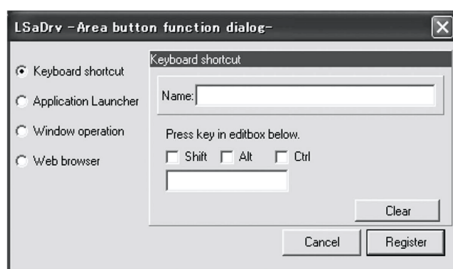 LSaDrv -Area button function dialog-
Keyboard shortcut
Application Launcher
Window operation
Web browser
Keyboard shortcut
Name:
Press key in editbox below.
Shift Alt Ctrl
Clear
Cancel Register